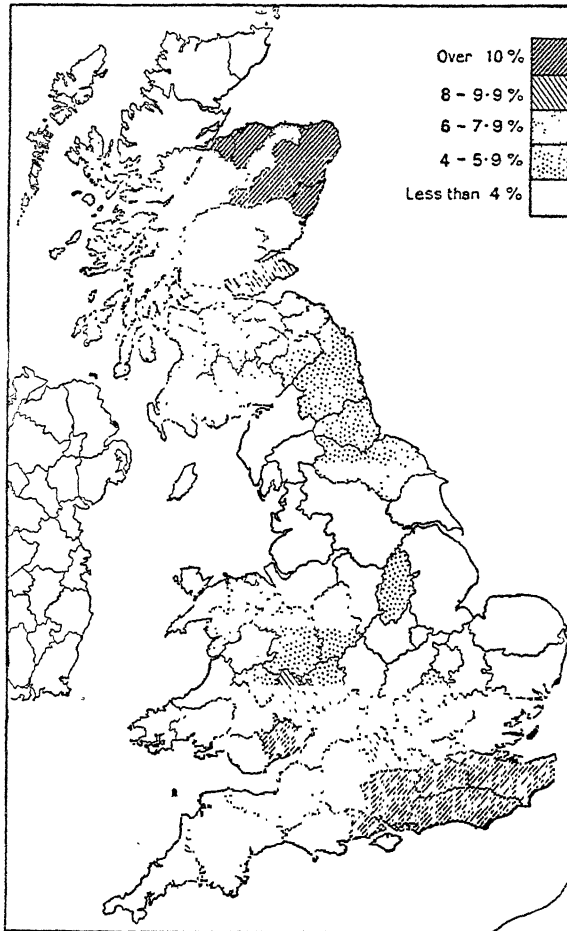 Over 10 %
8 – 9·9 %
6 – 7·9 %
4 – 5·9 %
Less than 4 %